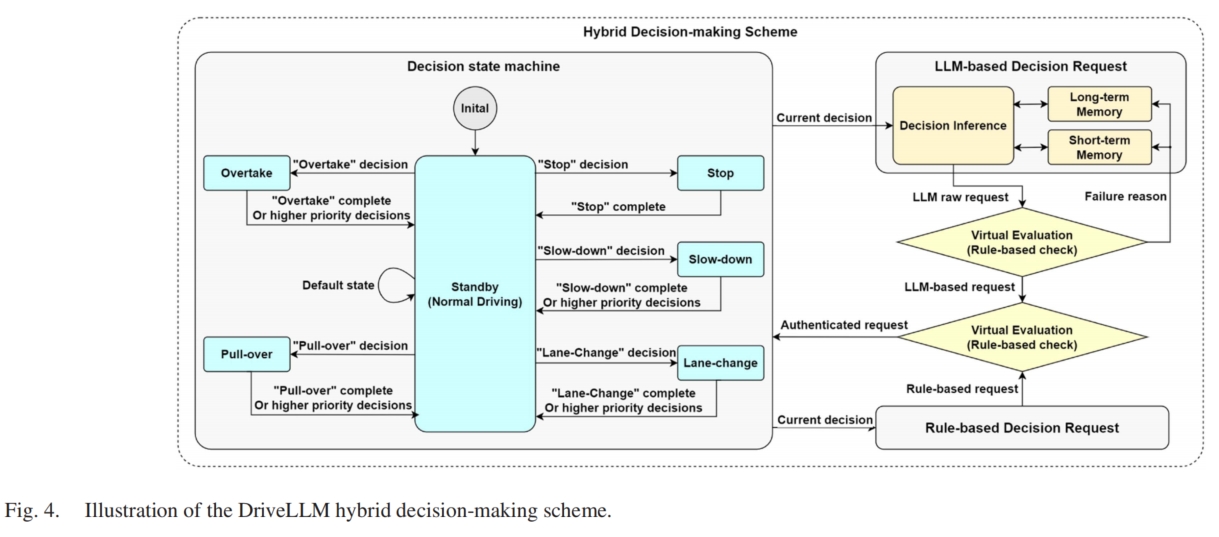 Hybrid Decision-making Scheme
Decision state machine
Inital
"Overtake" decision
Overtake
"Overtake" complete
Or higher priority decisions
Default state
Standby
(Normal Driving)
"Pull-over" decision
Pull-over
"Pull-over" complete
Or higher priority decisions
"Stop" decision
Stop
"Stop" complete
"Slow-down" decision
Slow-down
"Slow-down" complete
Or higher priority decisions
"Lane-Change" decision
Lane-change
"Lane-Change" complete
Or higher priority decisions
Current decision
LLM-based Decision Request
Decision Inference
Long-term
Memory
Short-term
Memory
LLM raw request
Failure reason
Virtual Evaluation
(Rule-based check)
LLM-based request
Authenticated request
Virtual Evaluation
(Rule-based check)
Rule-based request
Current decision
Rule-based Decision Request
Fig. 4. Illustration of the DriveLLM hybrid decision-making scheme.